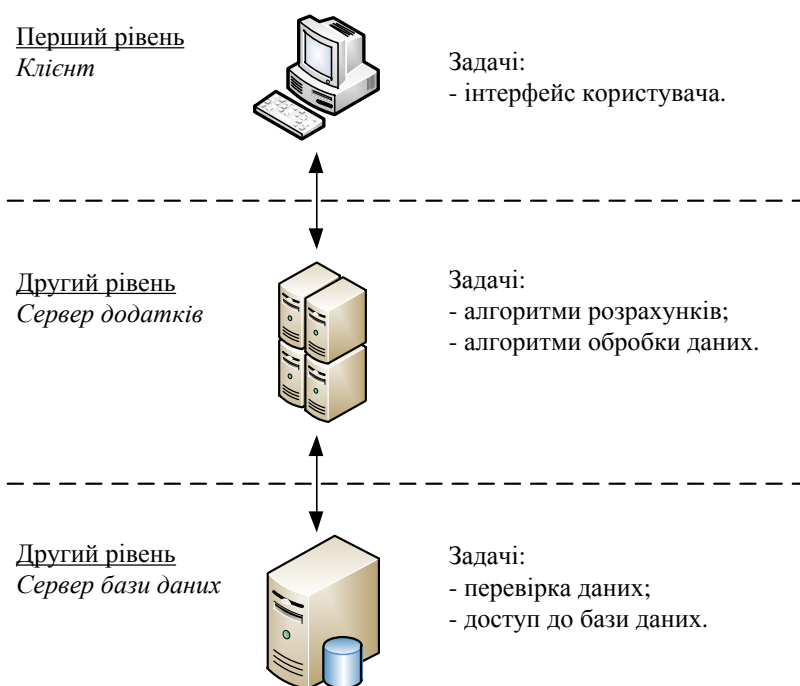 Перший рівень
Клієнт
Задачі:
- інтерфейс користувача.
Другий рівень
Сервер додатків
Задачі:
- алгоритми розрахунків;
- алгоритми обробки даних.
Другий рівень
Сервер бази даних
Задачі:
- перевірка даних;
- доступ до бази даних.